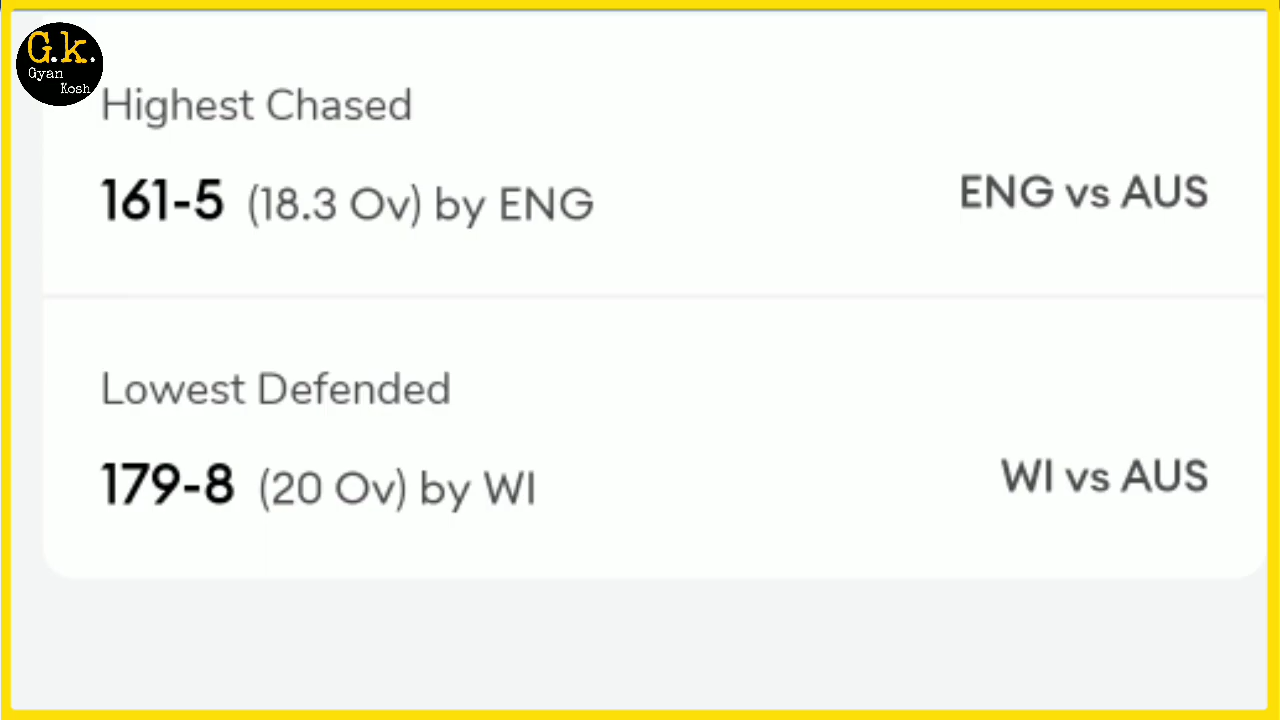 G.k.
Gyan
Kosh
Highest Chased
161-5 (18.3 Ov) by ENG
ENG vs AUS
Lowest Defended
179-8 (20 Ov) by WI
WI vs AUS